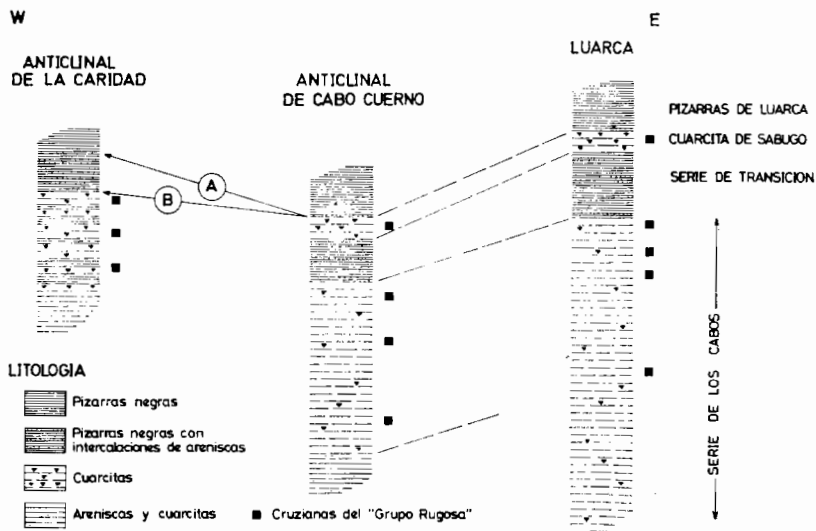 W
E
ANTICLINAL
DE LA CARIDAD
ANTICLINAL
DE CABO CUERNO
LUARCA
PIZARRAS DE LUARCA
CUARCITA DE SABUGO
SERIE DE TRANSICION
A
B
SERIE DE LOS CABOS
LITOLOGIA
Pizarras negras
Pizarras negras con
intercalaciones de areniscas
Cuarcitas
Areniscas y cuarcitas
Cruzianas del "Grupo Rugosa"